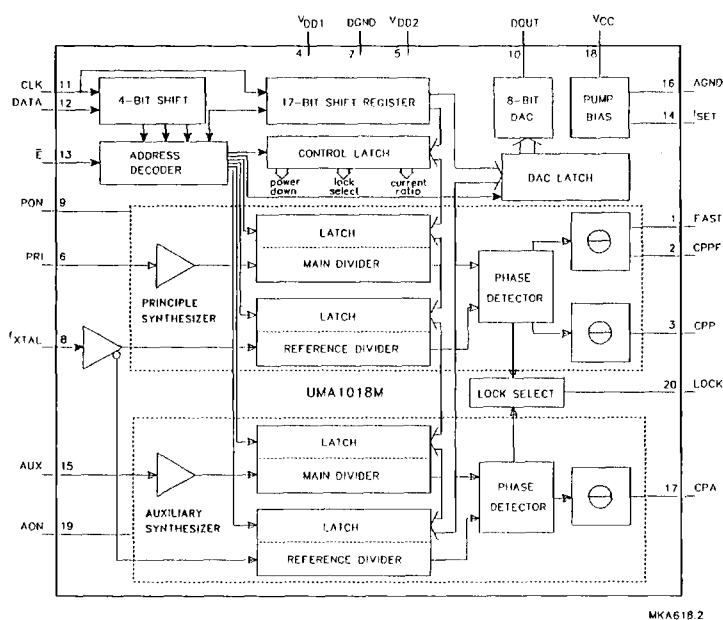 VDD1 DGND VDD2 DOUT VCC
4 7 5 10 18
CLK 11
DATA 12
4-BIT SHIFT
17-BIT SHIFT REGISTER
8-BIT DAC
PUMP BIAS
16 AGND
14 ISET
E 13
ADDRESS DECODER
CONTROL LATCH
power down
lock select
current ratio
DAC LATCH
PON 9
PRI 6
PRINCIPLE SYNTHESIZER
LATCH
MAIN DIVIDER
LATCH
REFERENCE DIVIDER
PHASE DETECTOR
1 FAST
2 CPPF
3 CPP
fXTAL 8
UMA1018M
LOCK SELECT
20 LOCK
AUX 15
AUXILIARY SYNTHESIZER
LATCH
MAIN DIVIDER
LATCH
REFERENCE DIVIDER
PHASE DETECTOR
17 CPA
AON 19
MKA618.2